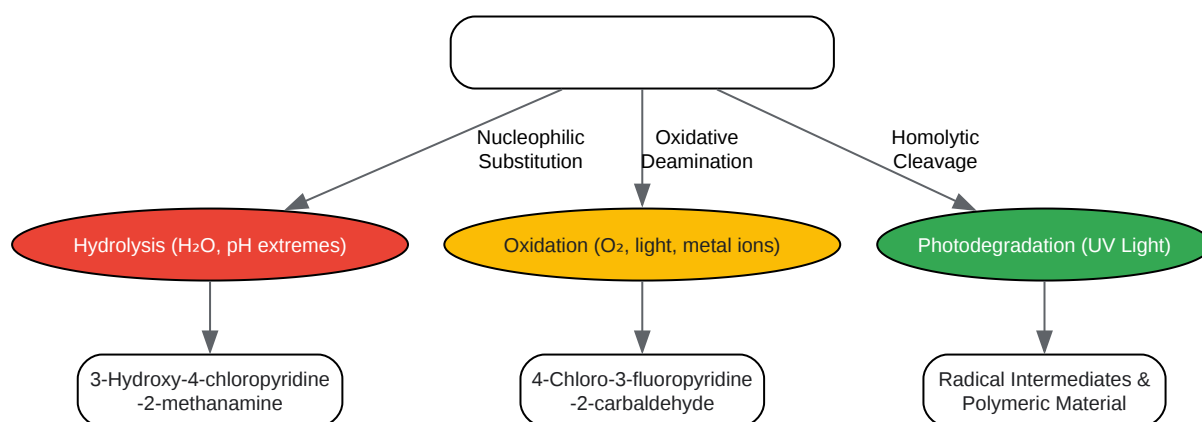 Nucleophilic
Substitution
Oxidative
Deamination
Homolytic
Cleavage
Hydrolysis (H₂O, pH extremes)
Oxidation (O₂, light, metal ions)
Photodegradation (UV Light)
3-Hydroxy-4-chloropyridine
-2-methanamine
4-Chloro-3-fluoropyridine
-2-carbaldehyde
Radical Intermediates &
Polymeric Material